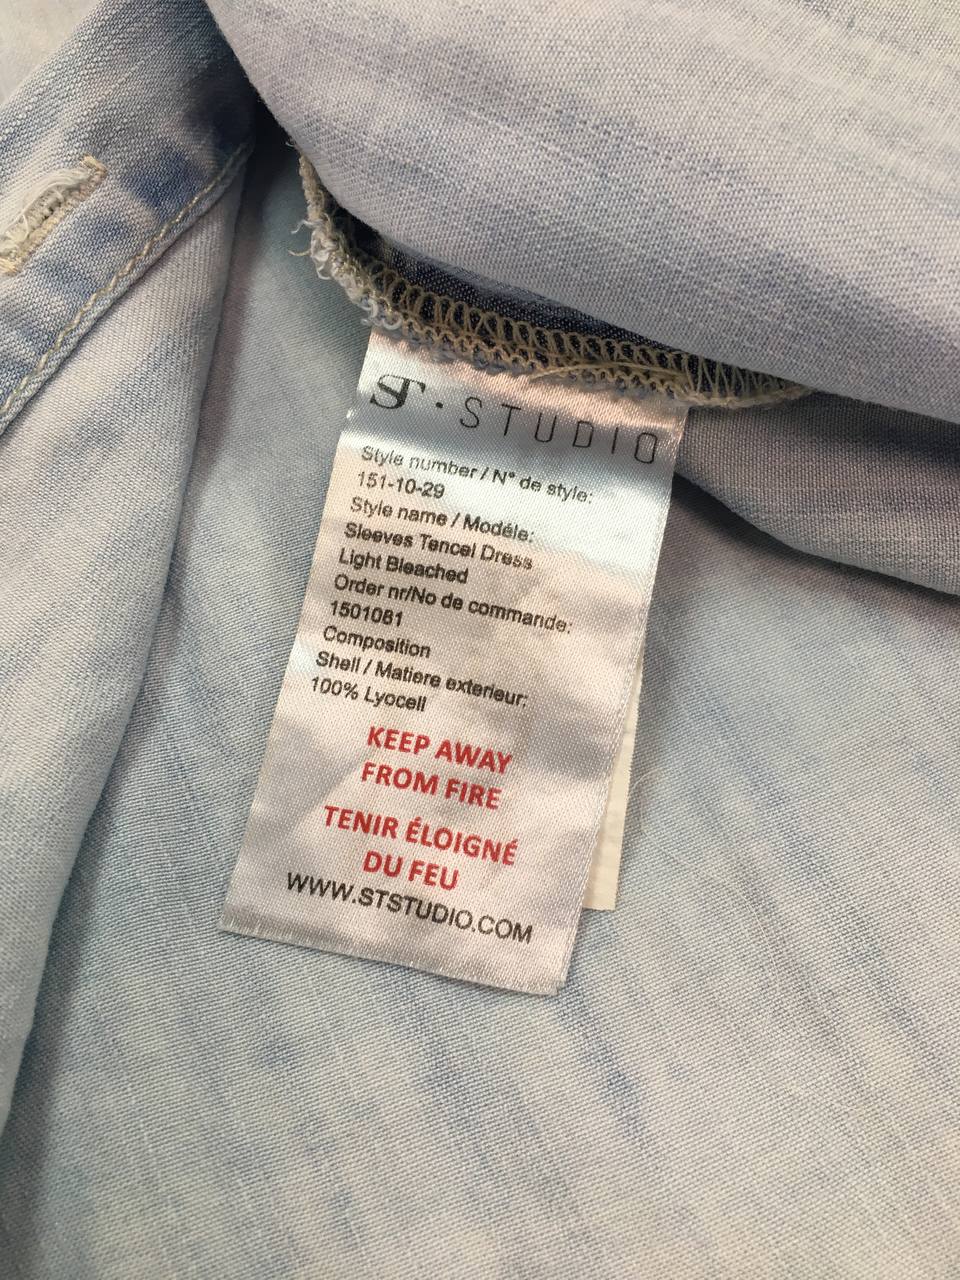 ST · STUDIO
Style number / N° de style:
151-10-29
Style name / Modéle:
Sleeves Tencel Dress
Light Bleached
Order nr/No de commande:
1501081
Composition
Shell / Matiere exterieur:
100% Lyocell
KEEP AWAY
FROM FIRE
TENIR ÉLOIGNÉ
DU FEU
WWW.STSTUDIO.COM